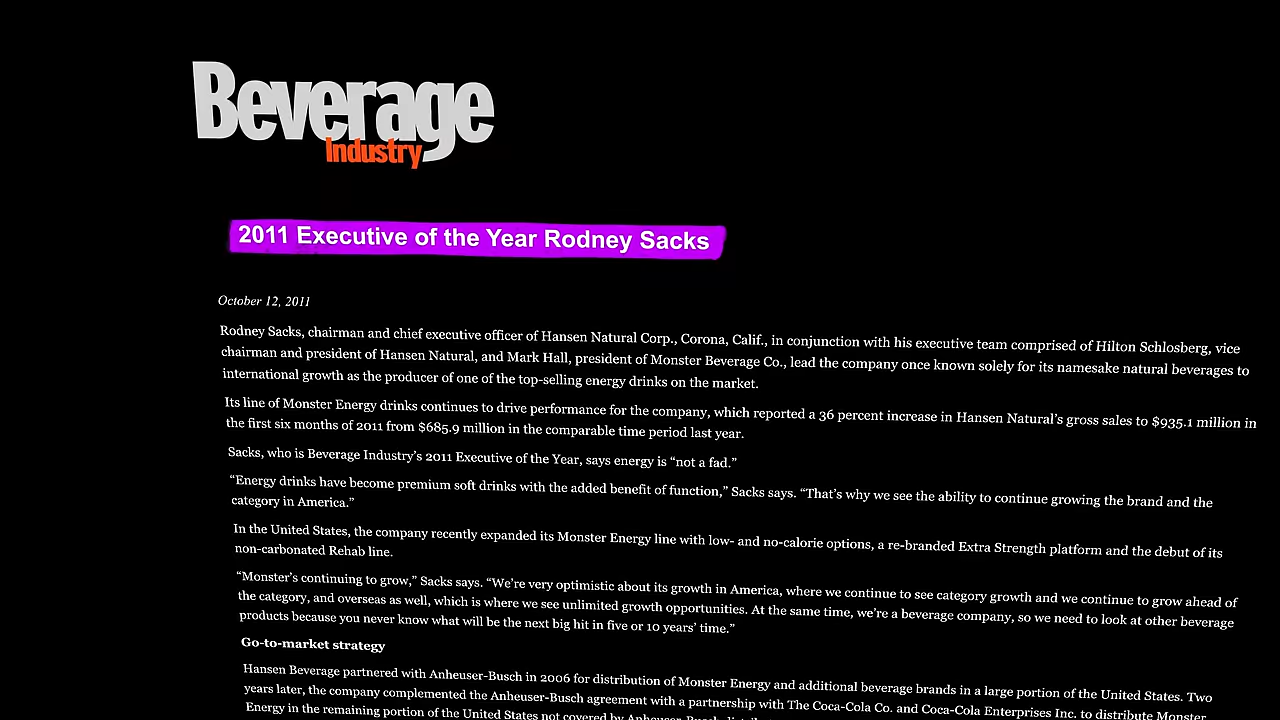 Beverage
Industry
2011 Executive of the Year Rodney Sacks
October 12, 2011
Rodney Sacks, chairman and chief executive officer of Hansen Natural Corp., Corona, Calif., in conjunction with his executive team comprised of Hilton Schlosberg, vice
chairman and president of Hansen Natural, and Mark Hall, president of Monster Beverage Co., lead the company once known solely for its namesake natural beverages to
international growth as the producer of one of the top-selling energy drinks on the market.
Its line of Monster Energy drinks continues to drive performance for the company, which reported a 36 percent increase in Hansen Natural's gross sales to $935.1 million in
the first six months of 2011 from $685.9 million in the comparable time period last year.
Sacks, who is Beverage Industry's 2011 Executive of the Year, says energy is “not a fad.”
“Energy drinks have become premium soft drinks with the added benefit of function,” Sacks says. “That's why we see the ability to continue growing the brand and the
category in America.”
In the United States, the company recently expanded its Monster Energy line with low- and no-calorie options, a re-branded Extra Strength platform and the debut of its
non-carbonated Rehab line.
“Monster's continuing to grow,” Sacks says. “We're very optimistic about its growth in America, where we continue to see category growth and we continue to grow ahead of
the category, and overseas as well, which is where we see unlimited growth opportunities. At the same time, we're a beverage company, so we need to look at other beverage
products because you never know what will be the next big hit in five or 10 years' time.”
Go-to-market strategy
Hansen Beverage partnered with Anheuser-Busch in 2006 for distribution of Monster Energy and additional beverage brands in a large portion of the United States. Two
years later, the company complemented the Anheuser-Busch agreement with a partnership with The Coca-Cola Co. and Coca-Cola Enterprises Inc. to distribute Monster
Energy in the remaining portion of the United States not covered by Anheuser-Busch